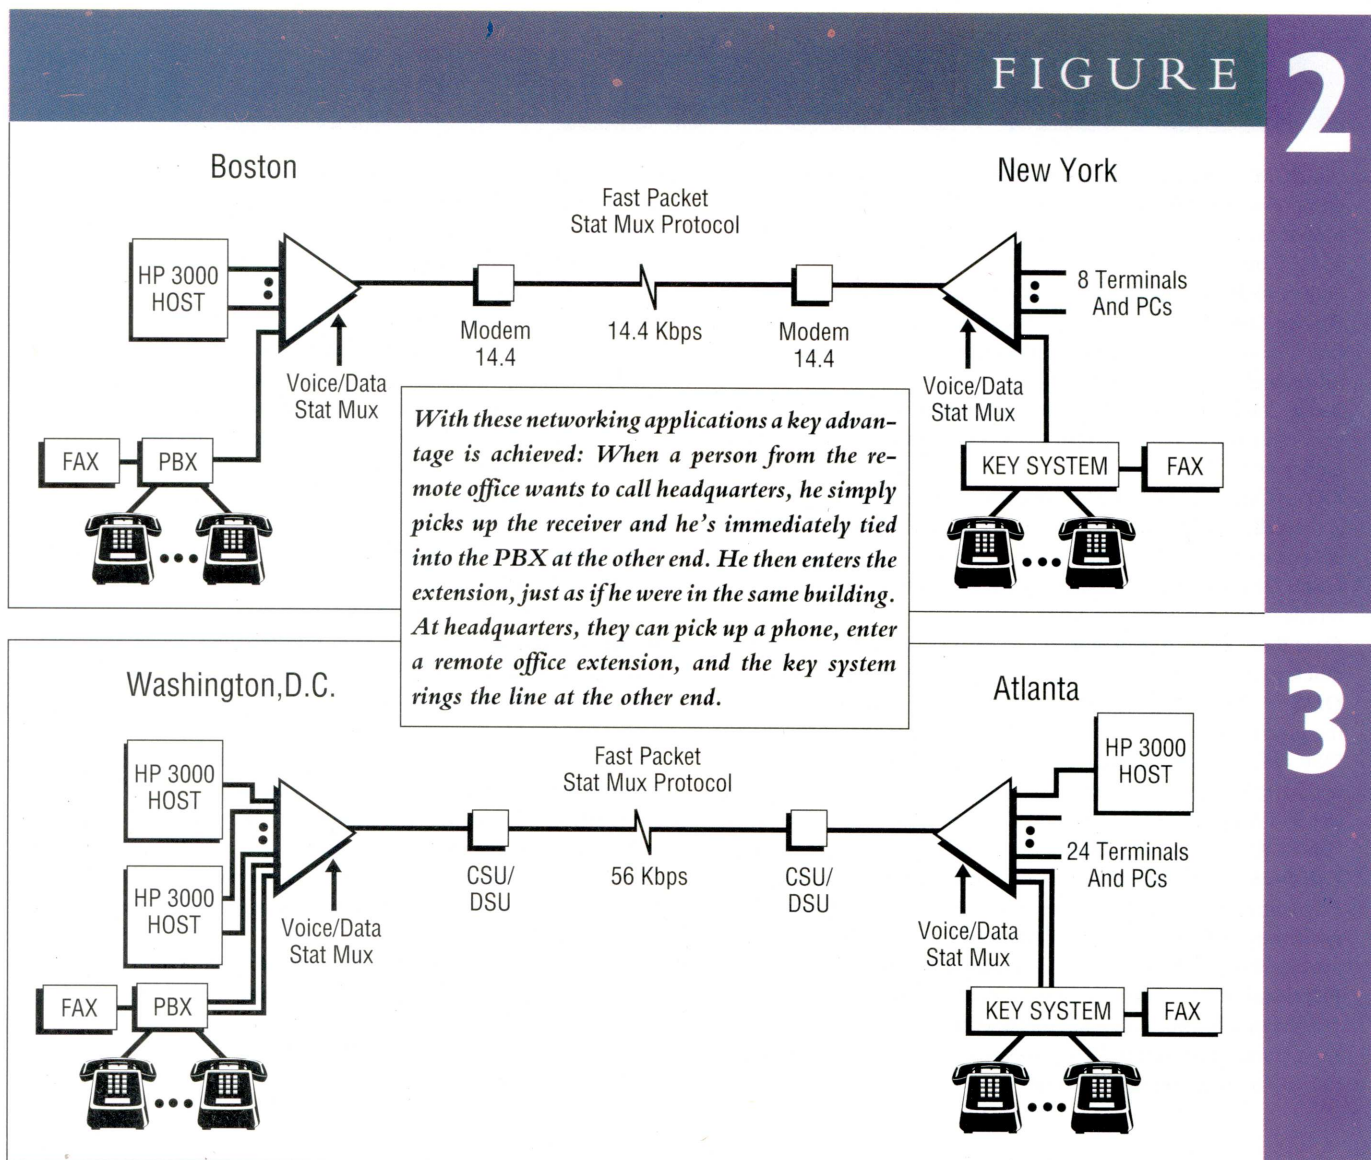 FIGURE 2
Boston
New York
Fast Packet
Stat Mux Protocol
HP 3000
HOST
8 Terminals
And PCs
Modem
14.4
14.4 Kbps
Modem
14.4
Voice/Data
Stat Mux
Voice/Data
Stat Mux
FAX
PBX
KEY SYSTEM
FAX
With these networking applications a key advan-
tage is achieved: When a person from the re-
mote office wants to call headquarters, he simply
picks up the receiver and he's immediately tied
into the PBX at the other end. He then enters the
extension, just as if he were in the same building.
At headquarters, they can pick up a phone, enter
a remote office extension, and the key system
rings the line at the other end.
3
Washington,D.C.
Atlanta
Fast Packet
Stat Mux Protocol
HP 3000
HOST
HP 3000
HOST
HP 3000
HOST
24 Terminals
And PCs
CSU/
DSU
56 Kbps
CSU/
DSU
Voice/Data
Stat Mux
Voice/Data
Stat Mux
FAX
PBX
KEY SYSTEM
FAX